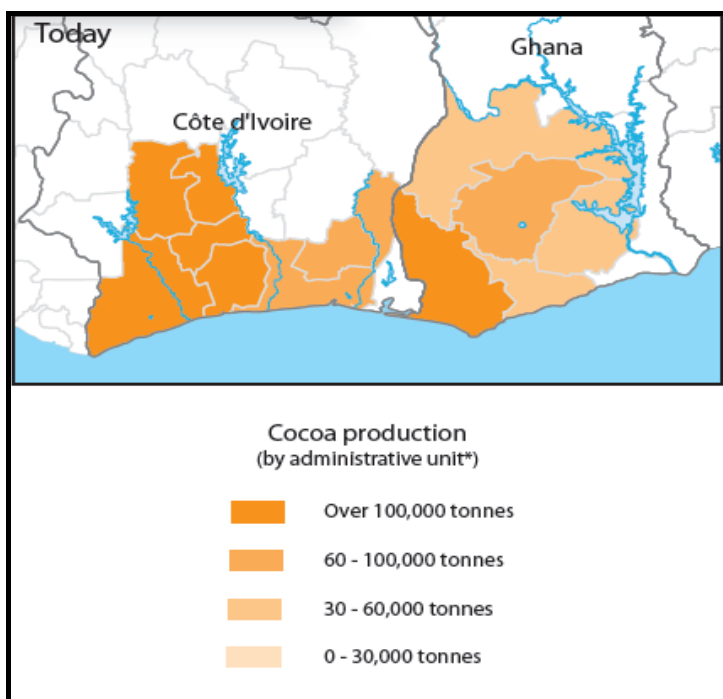 Today
Ghana
Côte d'Ivoire
Cocoa production
(by administrative unit*)
Over 100,000 tonnes
60 - 100,000 tonnes
30 - 60,000 tonnes
0 - 30,000 tonnes